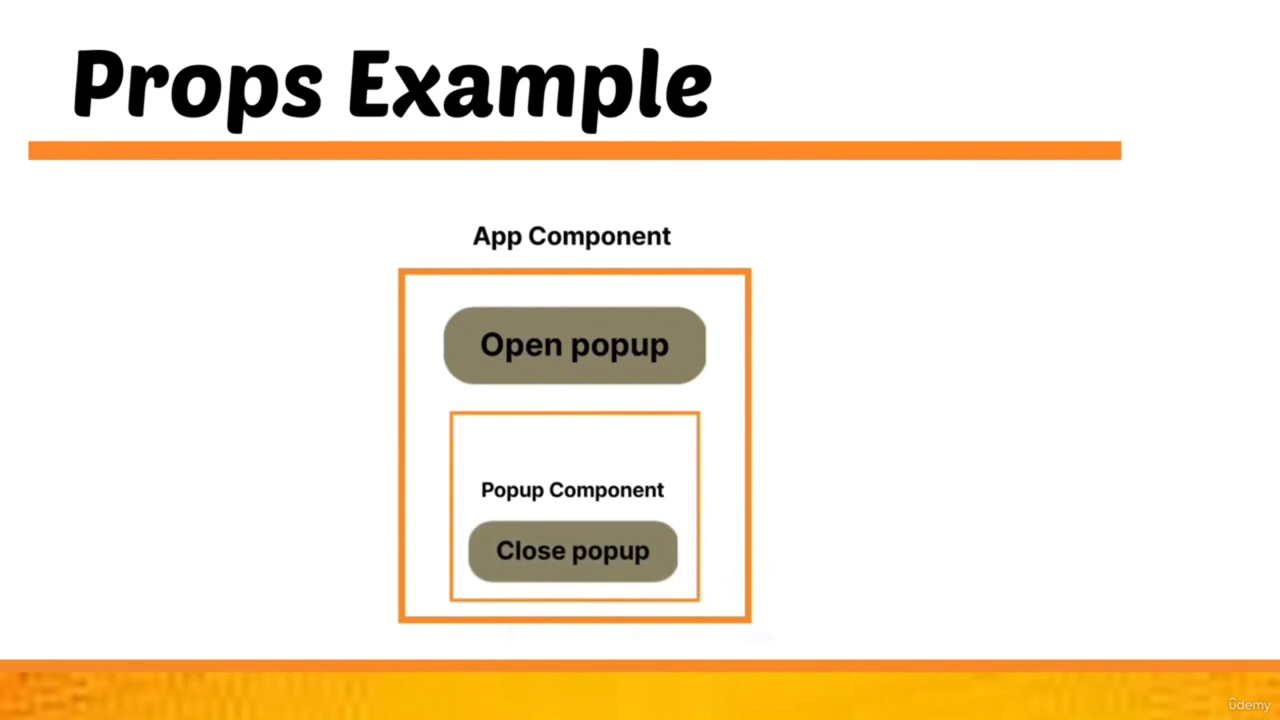 Props Example
App Component
Open popup
Popup Component
Close popup
ûdemy